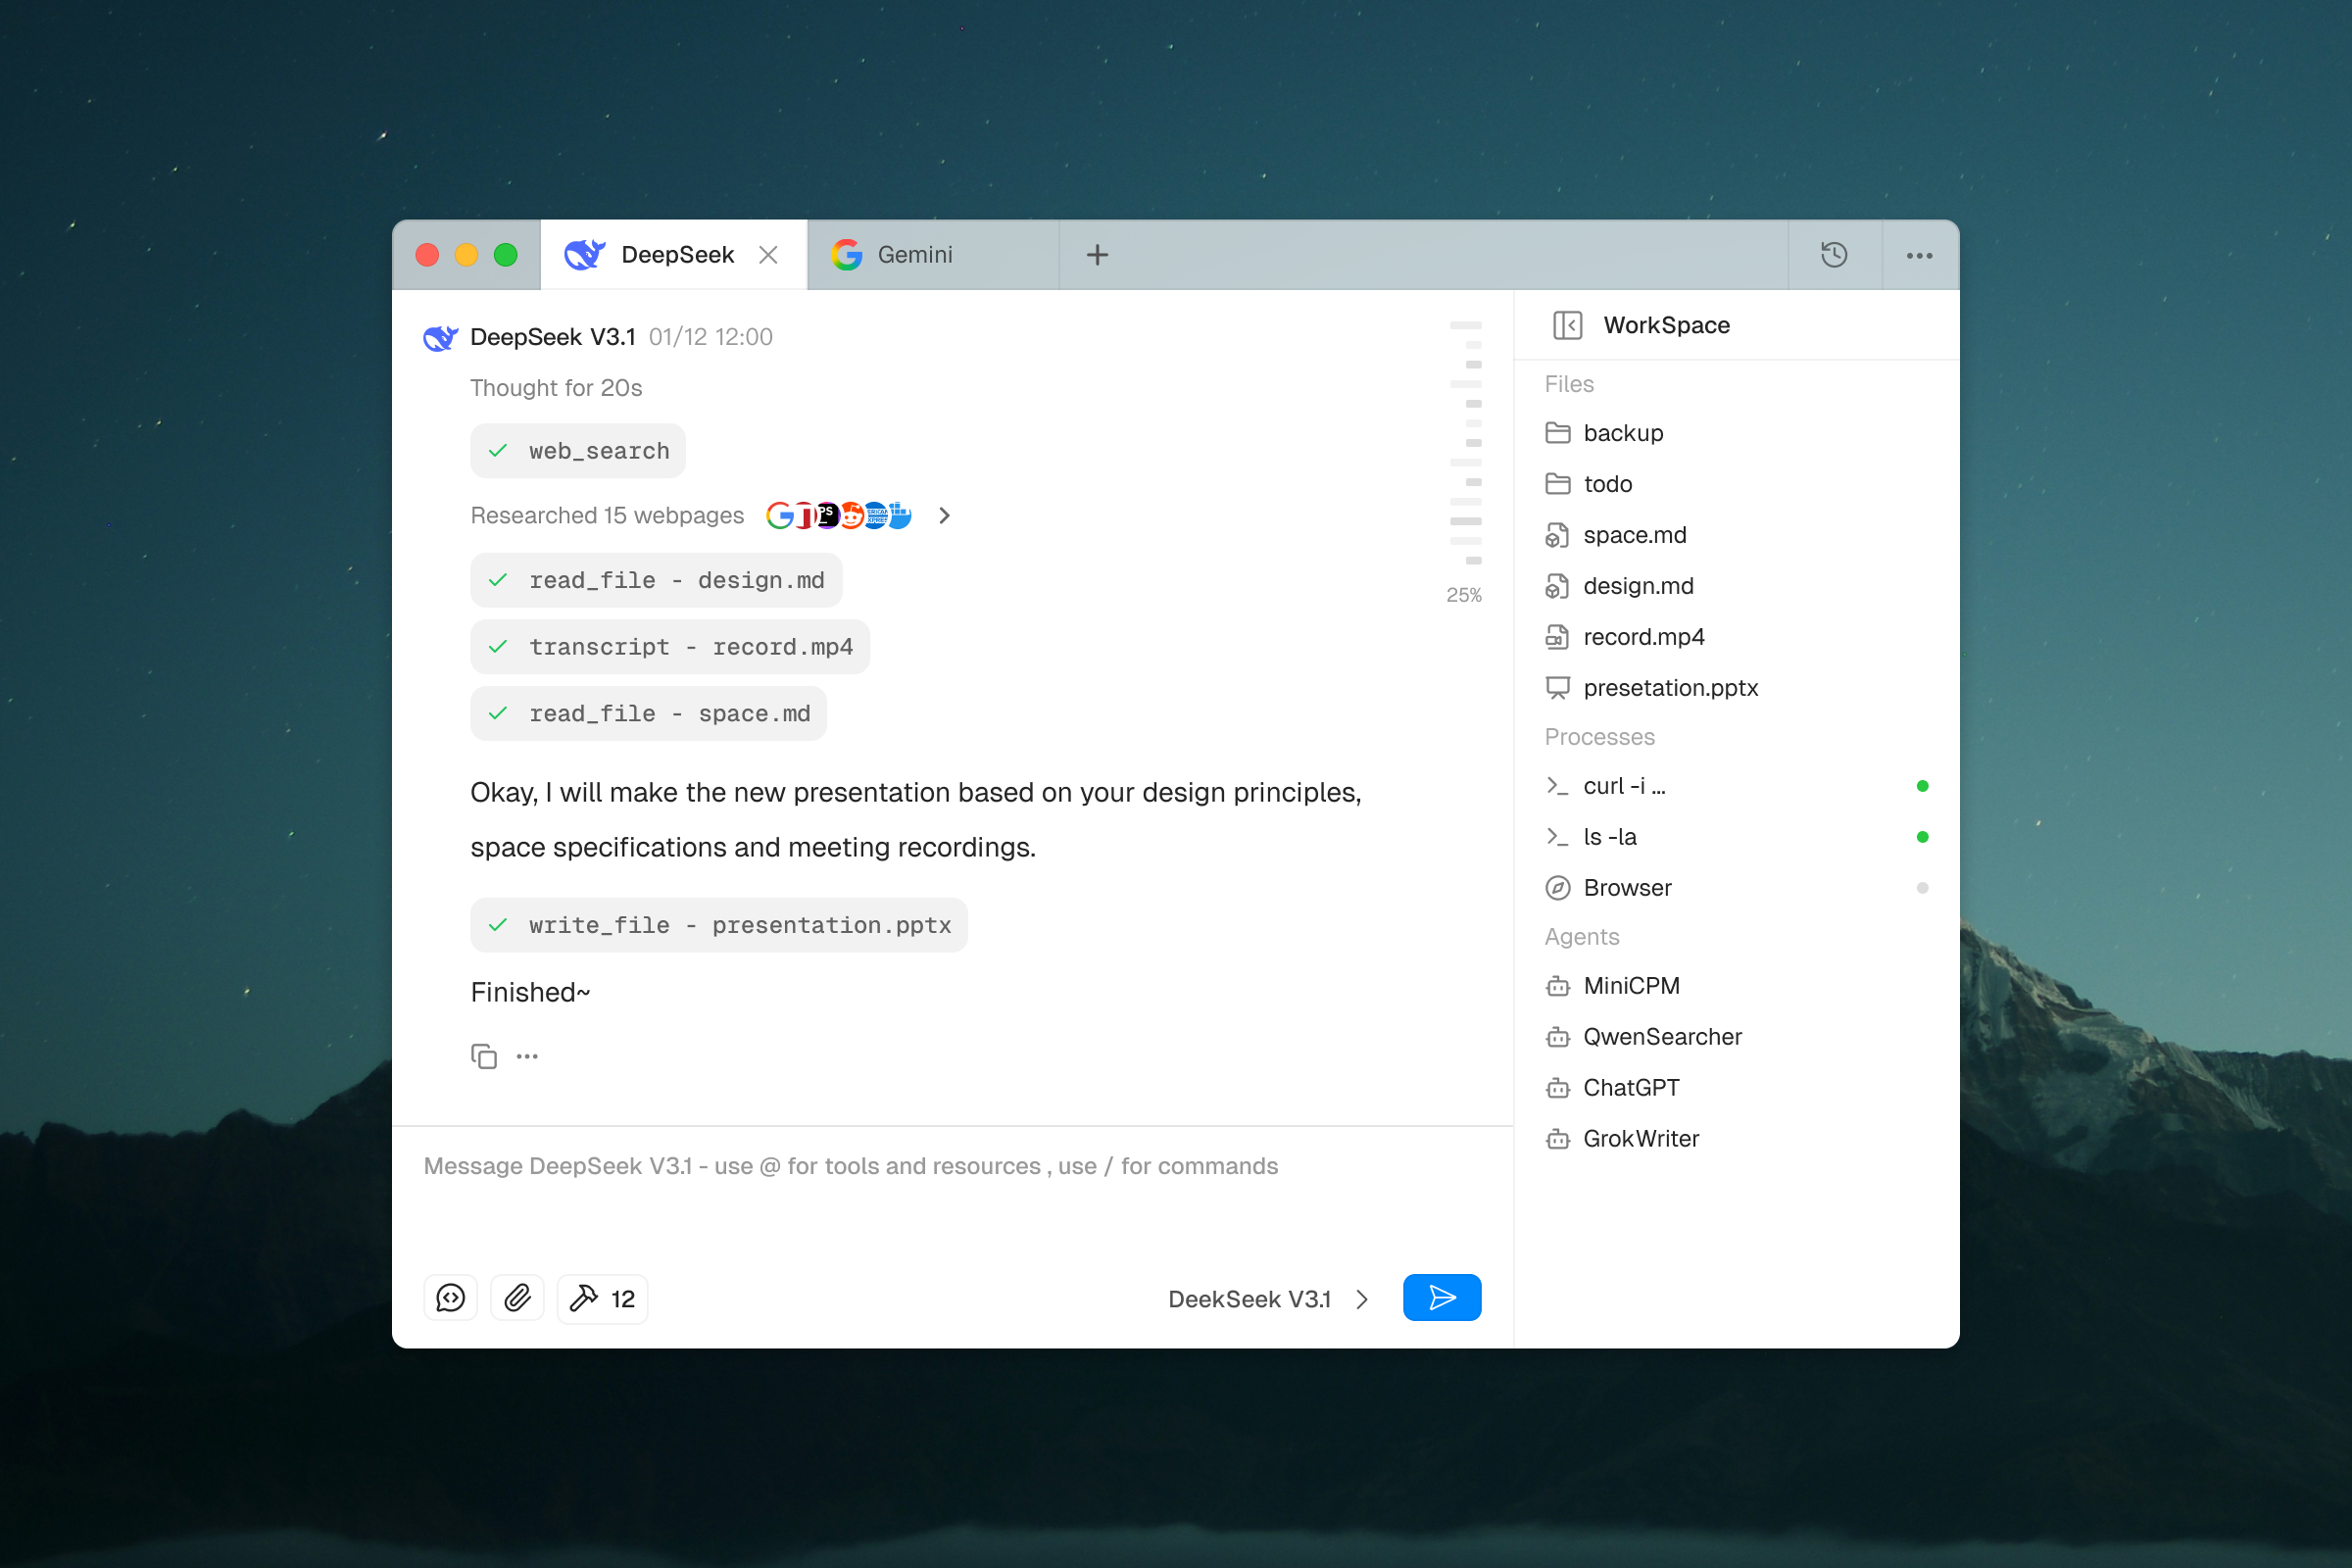 DeepSeek
Gemini
DeepSeek V3.1 01/12 12:00
Thought for 20s
web_search
Researched 15 webpages
read_file - design.md
transcript - record.mp4
read_file - space.md
25%
Okay, I will make the new presentation based on your design principles,
space specifications and meeting recordings.
write_file - presentation.pptx
Finished~
Message DeepSeek V3.1 - use @ for tools and resources , use / for commands
12
DeekSeek V3.1
WorkSpace
Files
backup
todo
space.md
design.md
record.mp4
presetation.pptx
Processes
curl -i ...
ls -la
Browser
Agents
MiniCPM
QwenSearcher
ChatGPT
GrokWriter